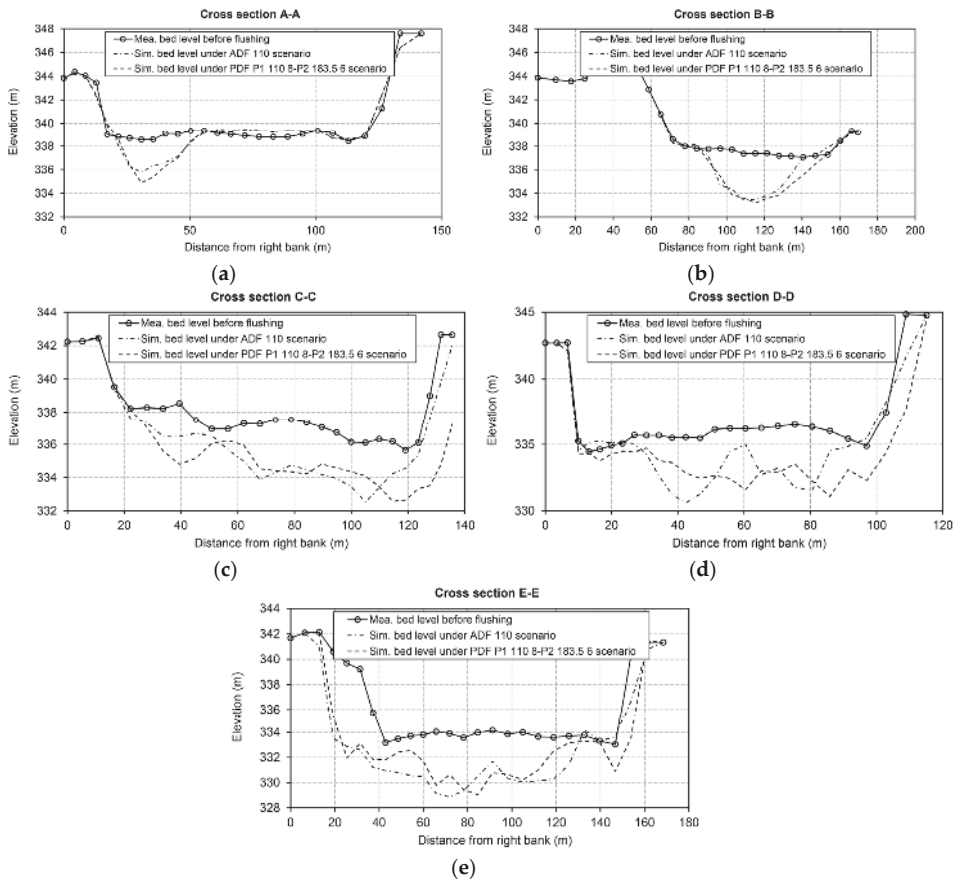 Cross section A-A
348
346
344
342
340
338
336
334
332
Elevation (m)
Mea. bed level before flushing
Sim. bed level under ADF 110 scenario
Sim. bed level under PDF P1 110 8-P2 183.5 6 scenario
0
50
100
150
Distance from right bank (m)
(a)
Cross section B-B
348
346
344
342
340
338
336
334
332
Elevation (m)
Mea. bed level before flushing
Sim. bed level under ADF 110 scenario
Sim. bed level under PDF P1 110 8-P2 183.5 6 scenario
0 20 40 60 80 100 120 140 160 180 200
Distance from right bank (m)
(b)
Cross section C-C
344
342
340
338
336
334
332
Elevation (m)
Mea. bed level before flushing
Sim. bed level under ADF 110 scenario
Sim. bed level under PDF P1 110 8-P2 183.5 6 scenario
0 20 40 60 80 100 120 140
Distance from right bank (m)
(c)
Cross section D-D
345
340
335
330
Elevation (m)
Mea. bed level before flushing
Sim. bed level under ADF 110 scenario
Sim. bed level under PDF P1 110 8-P2 183.5 6 scenario
0 20 40 60 80 100 120
Distance from right bank (m)
(d)
Cross section E-E
344
342
340
338
336
334
332
330
328
Elevation (m)
Mea. bed level before flushing
Sim. bed level under ADF 110 scenario
Sim. bed level under PDF P1 110 8-P2 183.5 6 scenario
0 20 40 60 80 100 120 140 160 180
Distance from right bank (m)
(e)